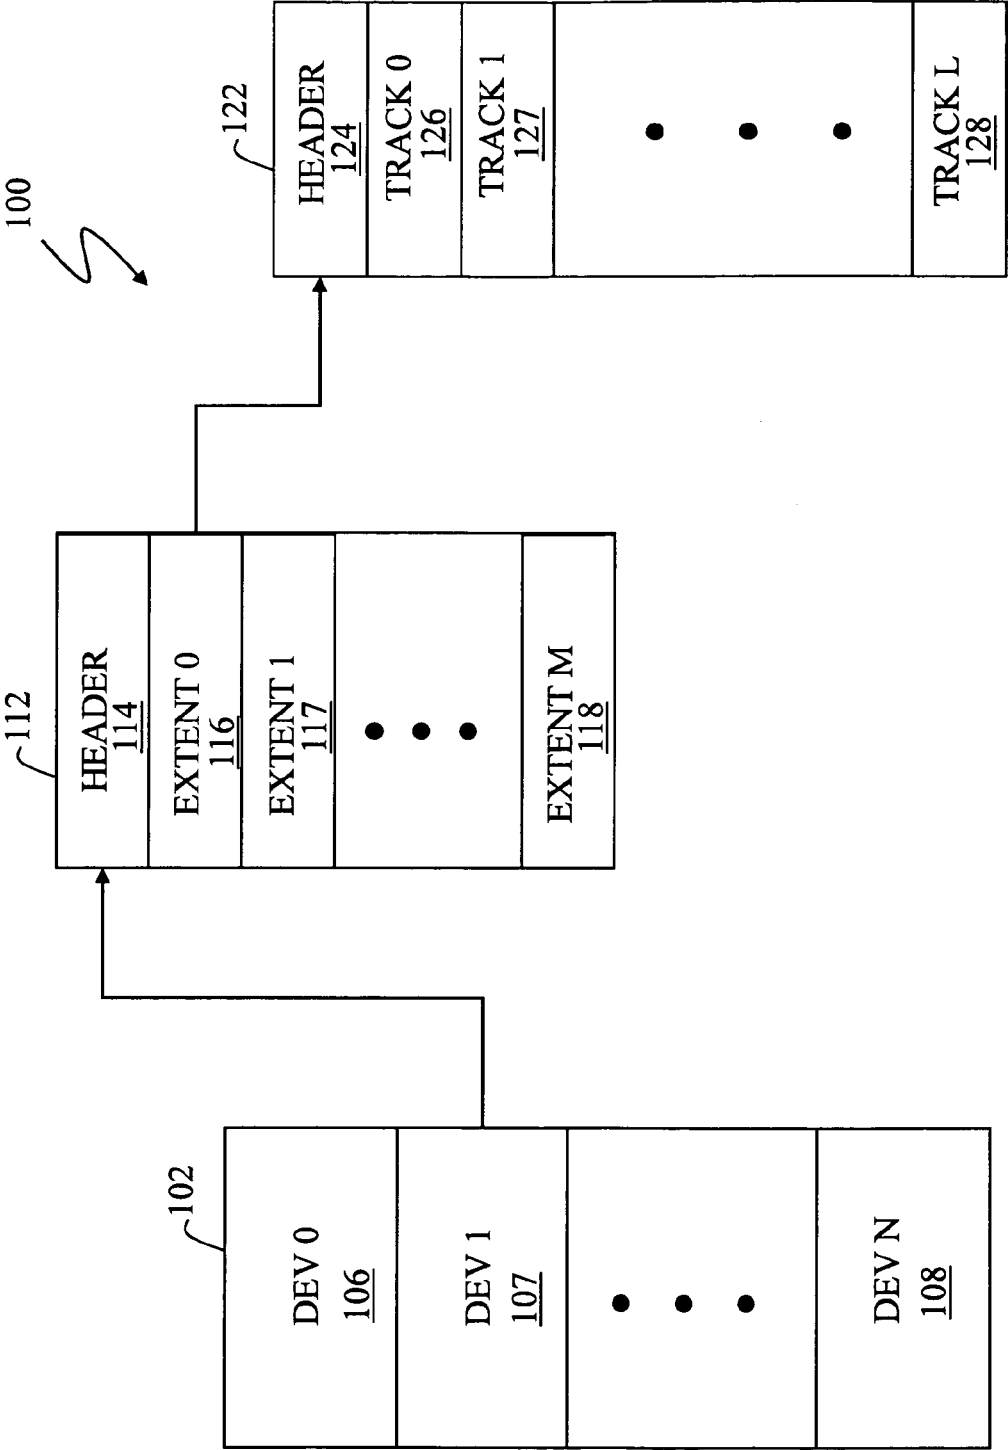 100
102
DEV 0
106
DEV 1
107
DEV N
108
112
HEADER
114
EXTENT 0
116
EXTENT 1
117
EXTENT M
118
122
HEADER
124
TRACK 0
126
TRACK 1
127
TRACK L
128